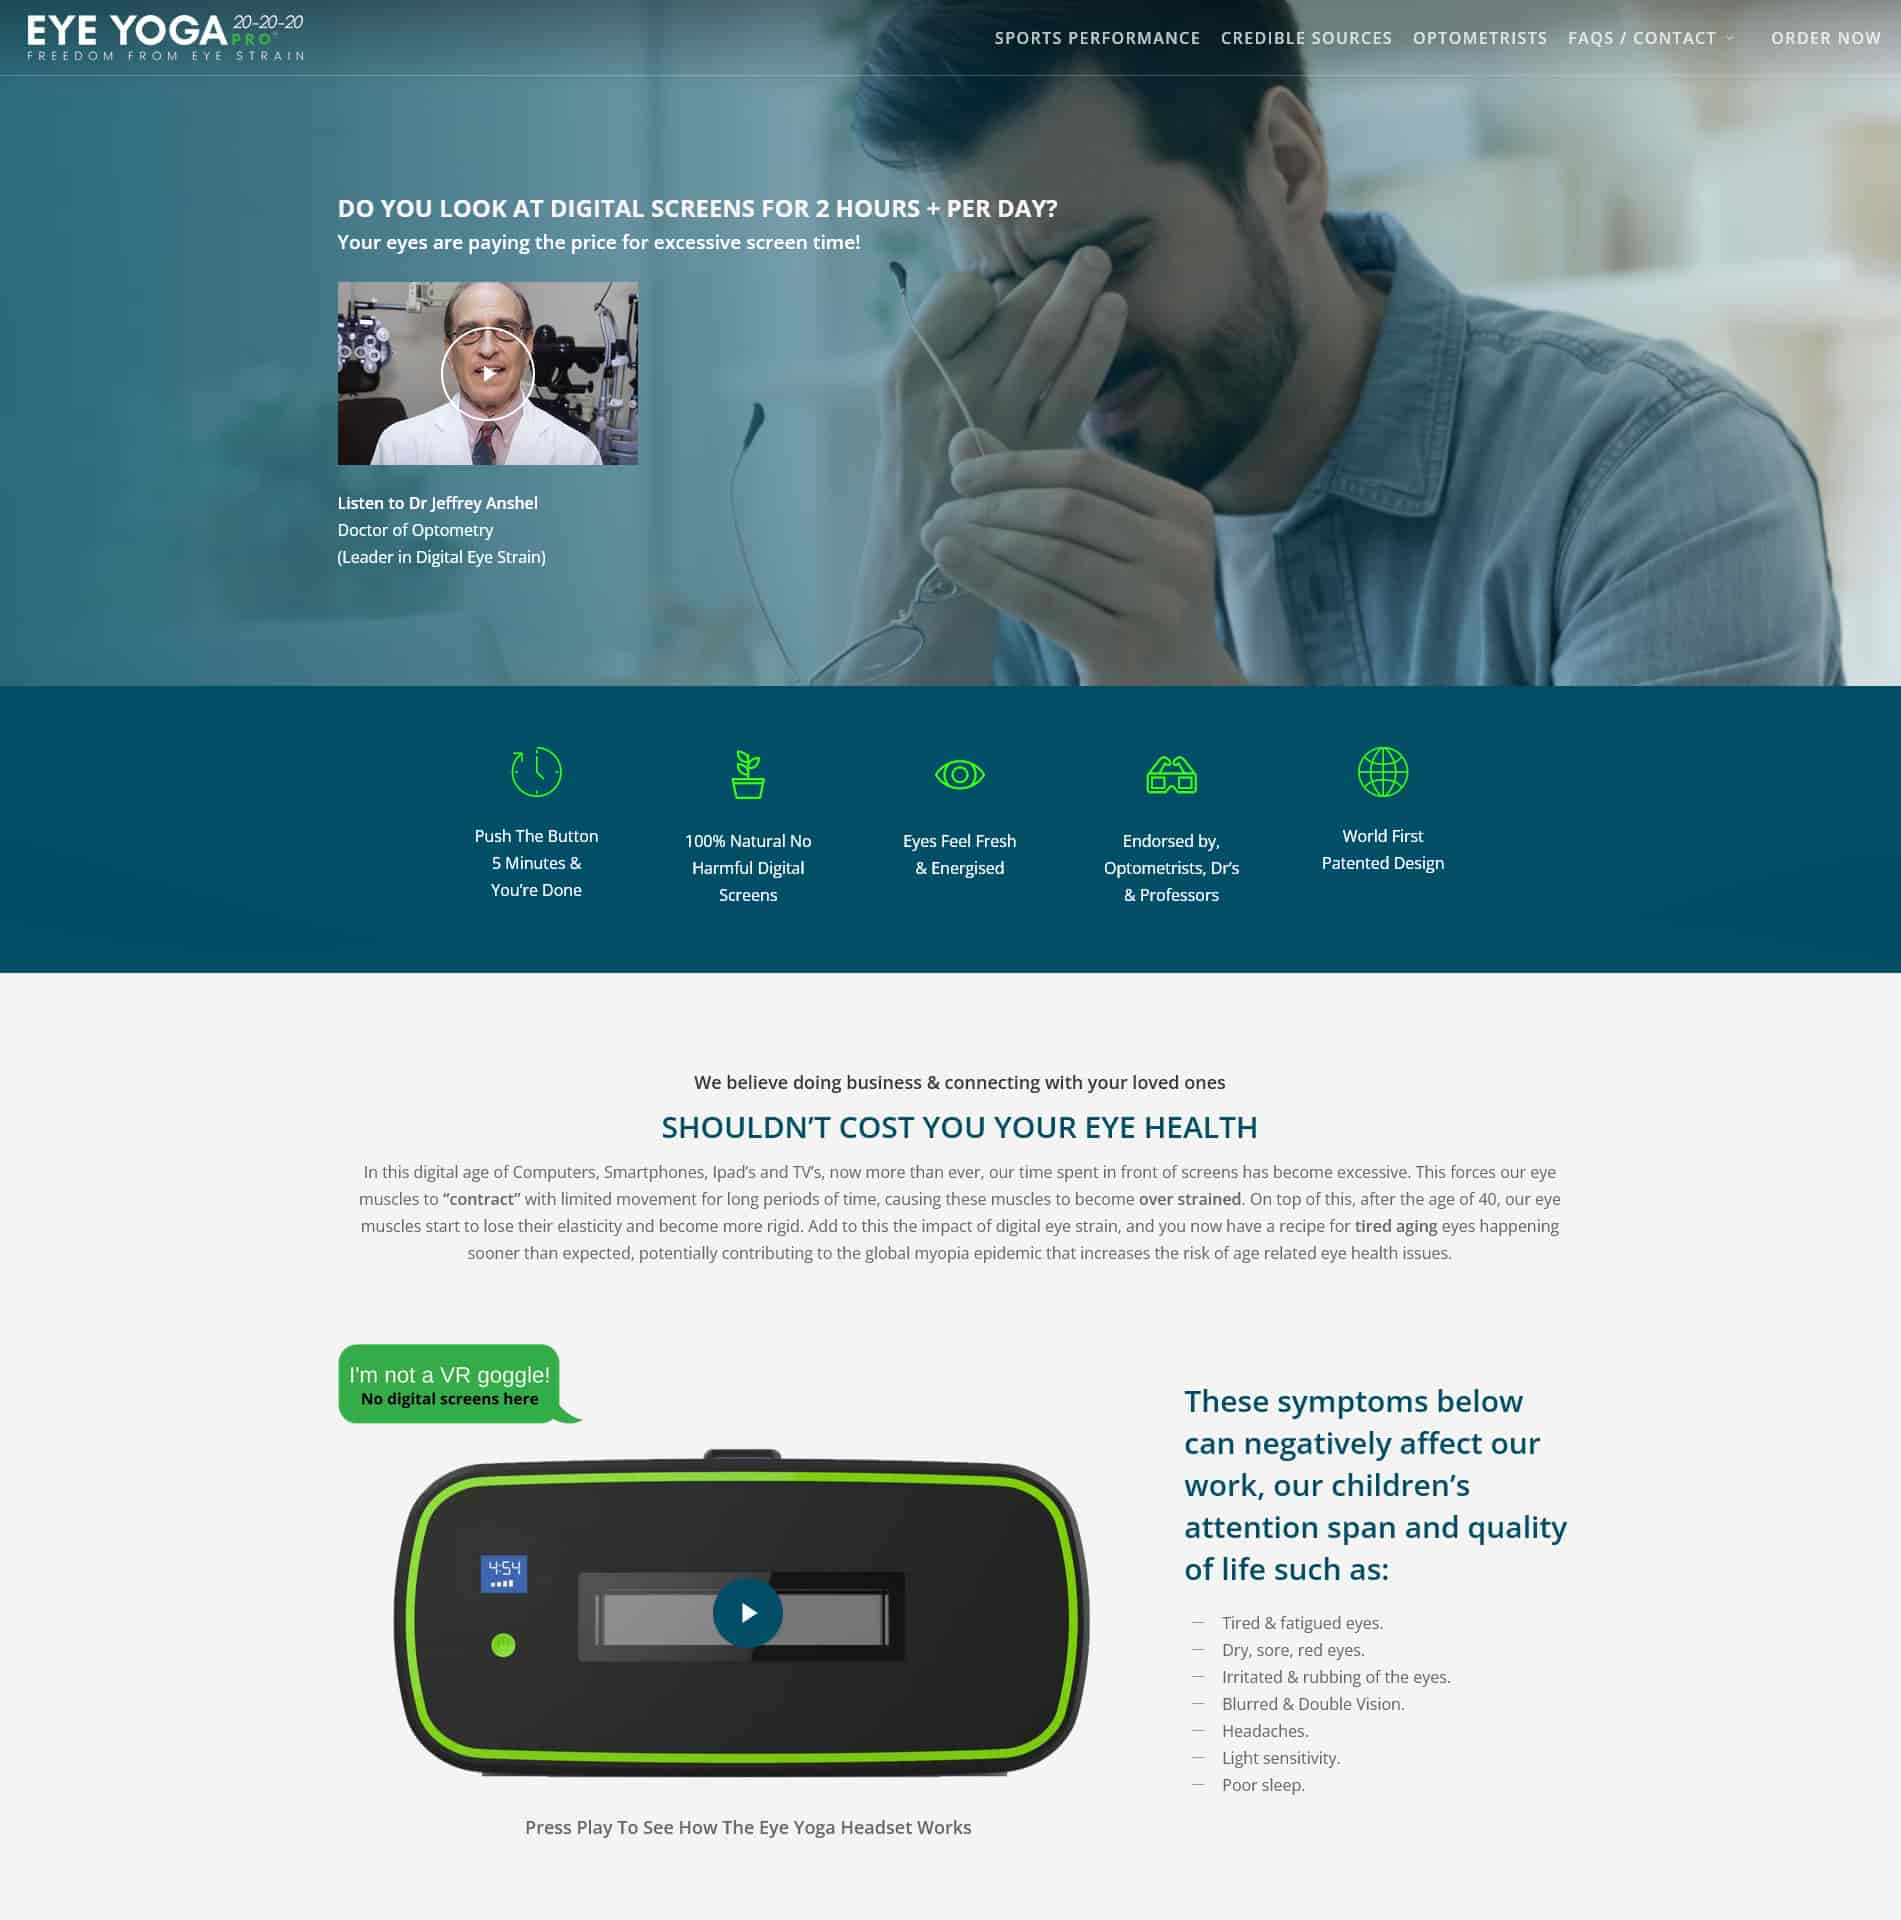 EYE YOGA 20-20-20
PRO®
FREEDOM FROM EYE STRAIN
SPORTS PERFORMANCE CREDIBLE SOURCES OPTOMETRISTS FAQS / CONTACT ORDER NOW
DO YOU LOOK AT DIGITAL SCREENS FOR 2 HOURS + PER DAY?
Your eyes are paying the price for excessive screen time!
Listen to Dr Jeffrey Anshel
Doctor of Optometry
(Leader in Digital Eye Strain)
Push The Button
5 Minutes &
You’re Done
100% Natural No
Harmful Digital
Screens
Eyes Feel Fresh
& Energised
Endorsed by,
Optometrists, Dr’s
& Professors
World First
Patented Design
We believe doing business & connecting with your loved ones
SHOULDN’T COST YOU YOUR EYE HEALTH
In this digital age of Computers, Smartphones, Ipad’s and TV’s, now more than ever, our time spent in front of screens has become excessive. This forces our eye
muscles to “contract” with limited movement for long periods of time, causing these muscles to become over strained. On top of this, after the age of 40, our eye
muscles start to lose their elasticity and become more rigid. Add to this the impact of digital eye strain, and you now have a recipe for tired aging eyes happening
sooner than expected, potentially contributing to the global myopia epidemic that increases the risk of age related eye health issues.
I'm not a VR goggle!
No digital screens here
4:54
Press Play To See How The Eye Yoga Headset Works
These symptoms below
can negatively affect our
work, our children’s
attention span and quality
of life such as:
— Tired & fatigued eyes.
— Dry, sore, red eyes.
— Irritated & rubbing of the eyes.
— Blurred & Double Vision.
— Headaches.
— Light sensitivity.
— Poor sleep.